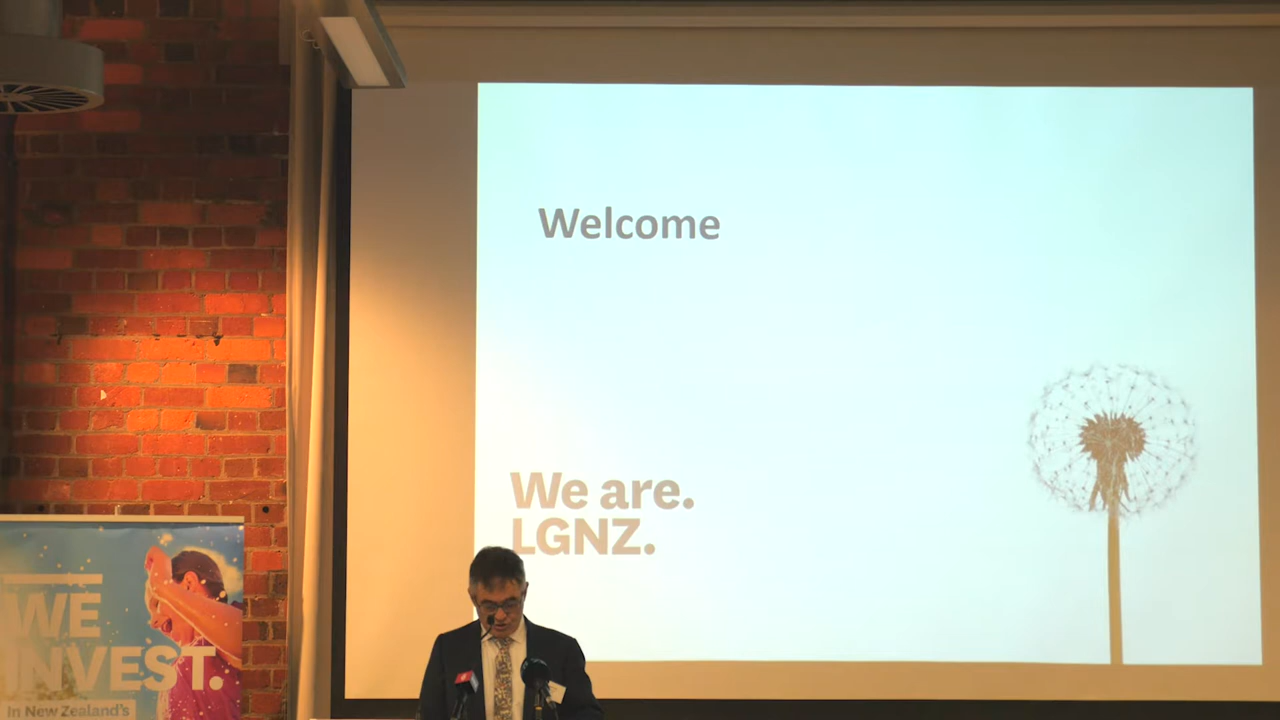 Welcome
We are.
LGNZ.
WE
INVEST.
In New Zealand's